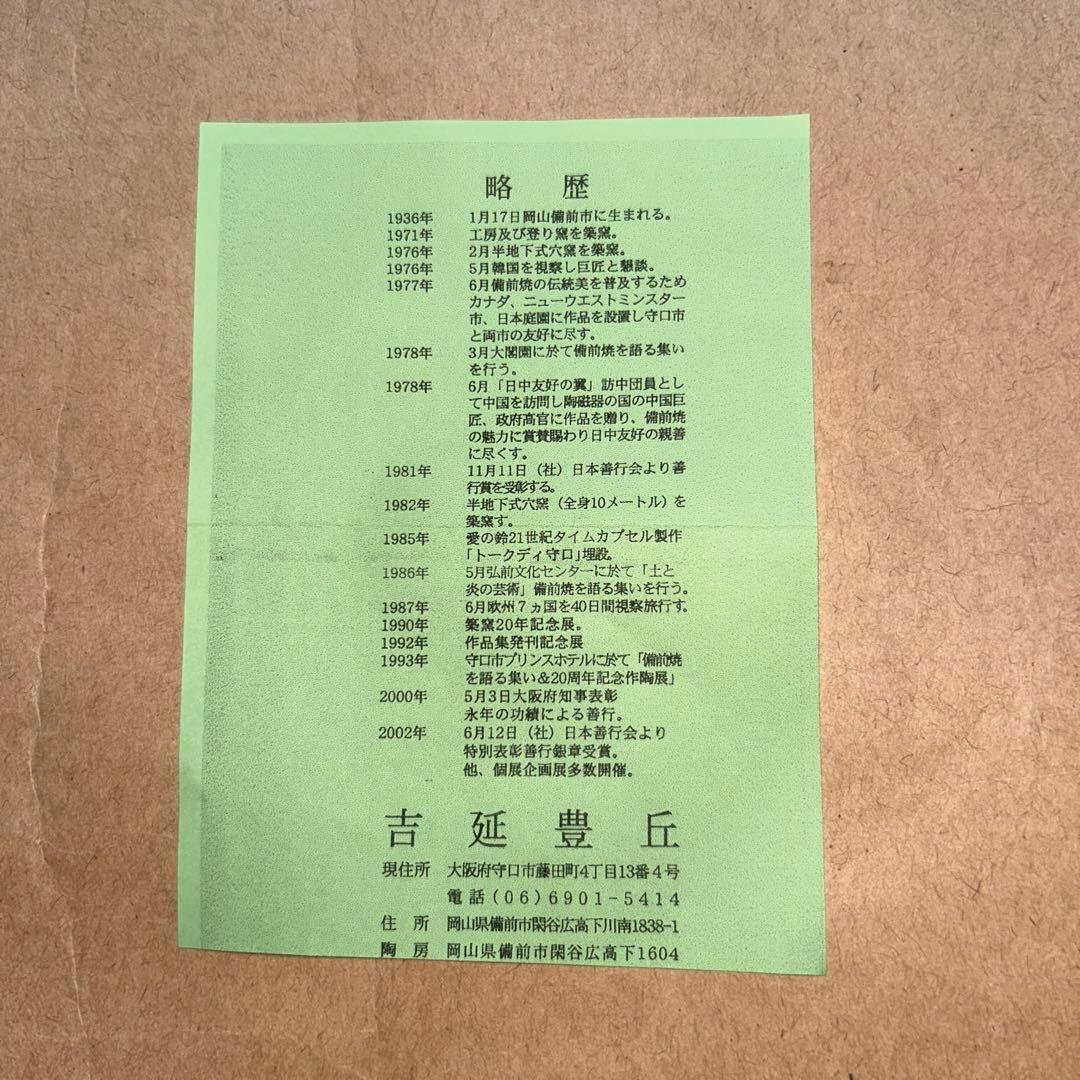 略　歴
1936年　1月17日岡山備前市に生まれる。
1971年　工房及び登り窯を築窯。
1976年　2月半地下式穴窯を築窯。
1976年　5月韓国を視察し巨匠と懇談。
1977年　6月備前焼の伝統美を普及するため
カナダ、ニューウエストミンスター
市、日本庭園に作品を設置し守口市
と両市の友好に尽す。
1978年　3月大閣園に於て備前焼を語る集い
を行う。
1978年　6月「日中友好の翼」訪中団員とし
て中国を訪問し陶磁器の国の中国巨
匠、政府高官に作品を贈り、備前焼
の魅力に賞賛賜わり日中友好の親善
に尽くす。
1981年　11月11日（社）日本善行会より善
行賞を受彰する。
1982年　半地下式穴窯（全身10メートル）を
築窯す。
1985年　愛の鈴21世紀タイムカプセル製作
「トークディ守口」埋設。
1986年　5月弘前文化センターに於て「土と
炎の芸術」備前焼を語る集いを行う。
1987年　6月欧州７ヵ国を40日間視察旅行す。
1990年　築窯20年記念展。
1992年　作品集発刊記念展
1993年　守口市プリンスホテルに於て「備前焼
を語る集い＆20周年記念作陶展」
2000年　5月3日大阪府知事表彰
永年の功績による善行。
2002年　6月12日（社）日本善行会より
特別表彰善行銀章受賞。
他、個展企画展多数開催。
吉延豊丘
現住所　大阪府守口市藤田町4丁目13番４号
電話(06)6901-5414
住　所　岡山県備前市閑谷広高下川南1838-1
陶　房　岡山県備前市閑谷広高下1604